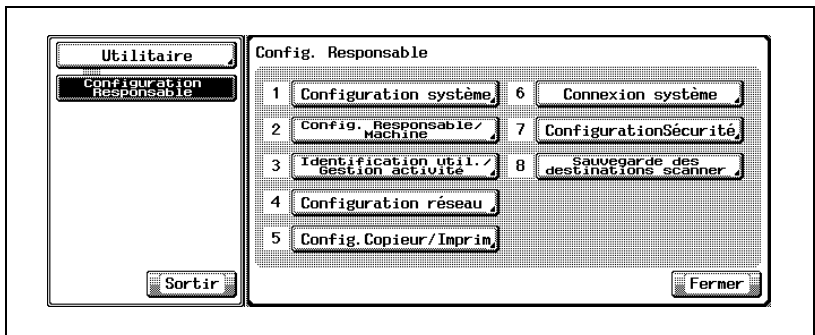 Utilitaire
Configuration
Responsable
Sortir
Config. Responsable
1 Configuration système
2 Config. Responsable/
Machine
3 Identification util./
Gestion activité
4 Configuration réseau
5 Config.Copieur/Imprim
6 Connexion système
7 ConfigurationSécurité
8 Sauvegarde des
destinations scanner
Fermer